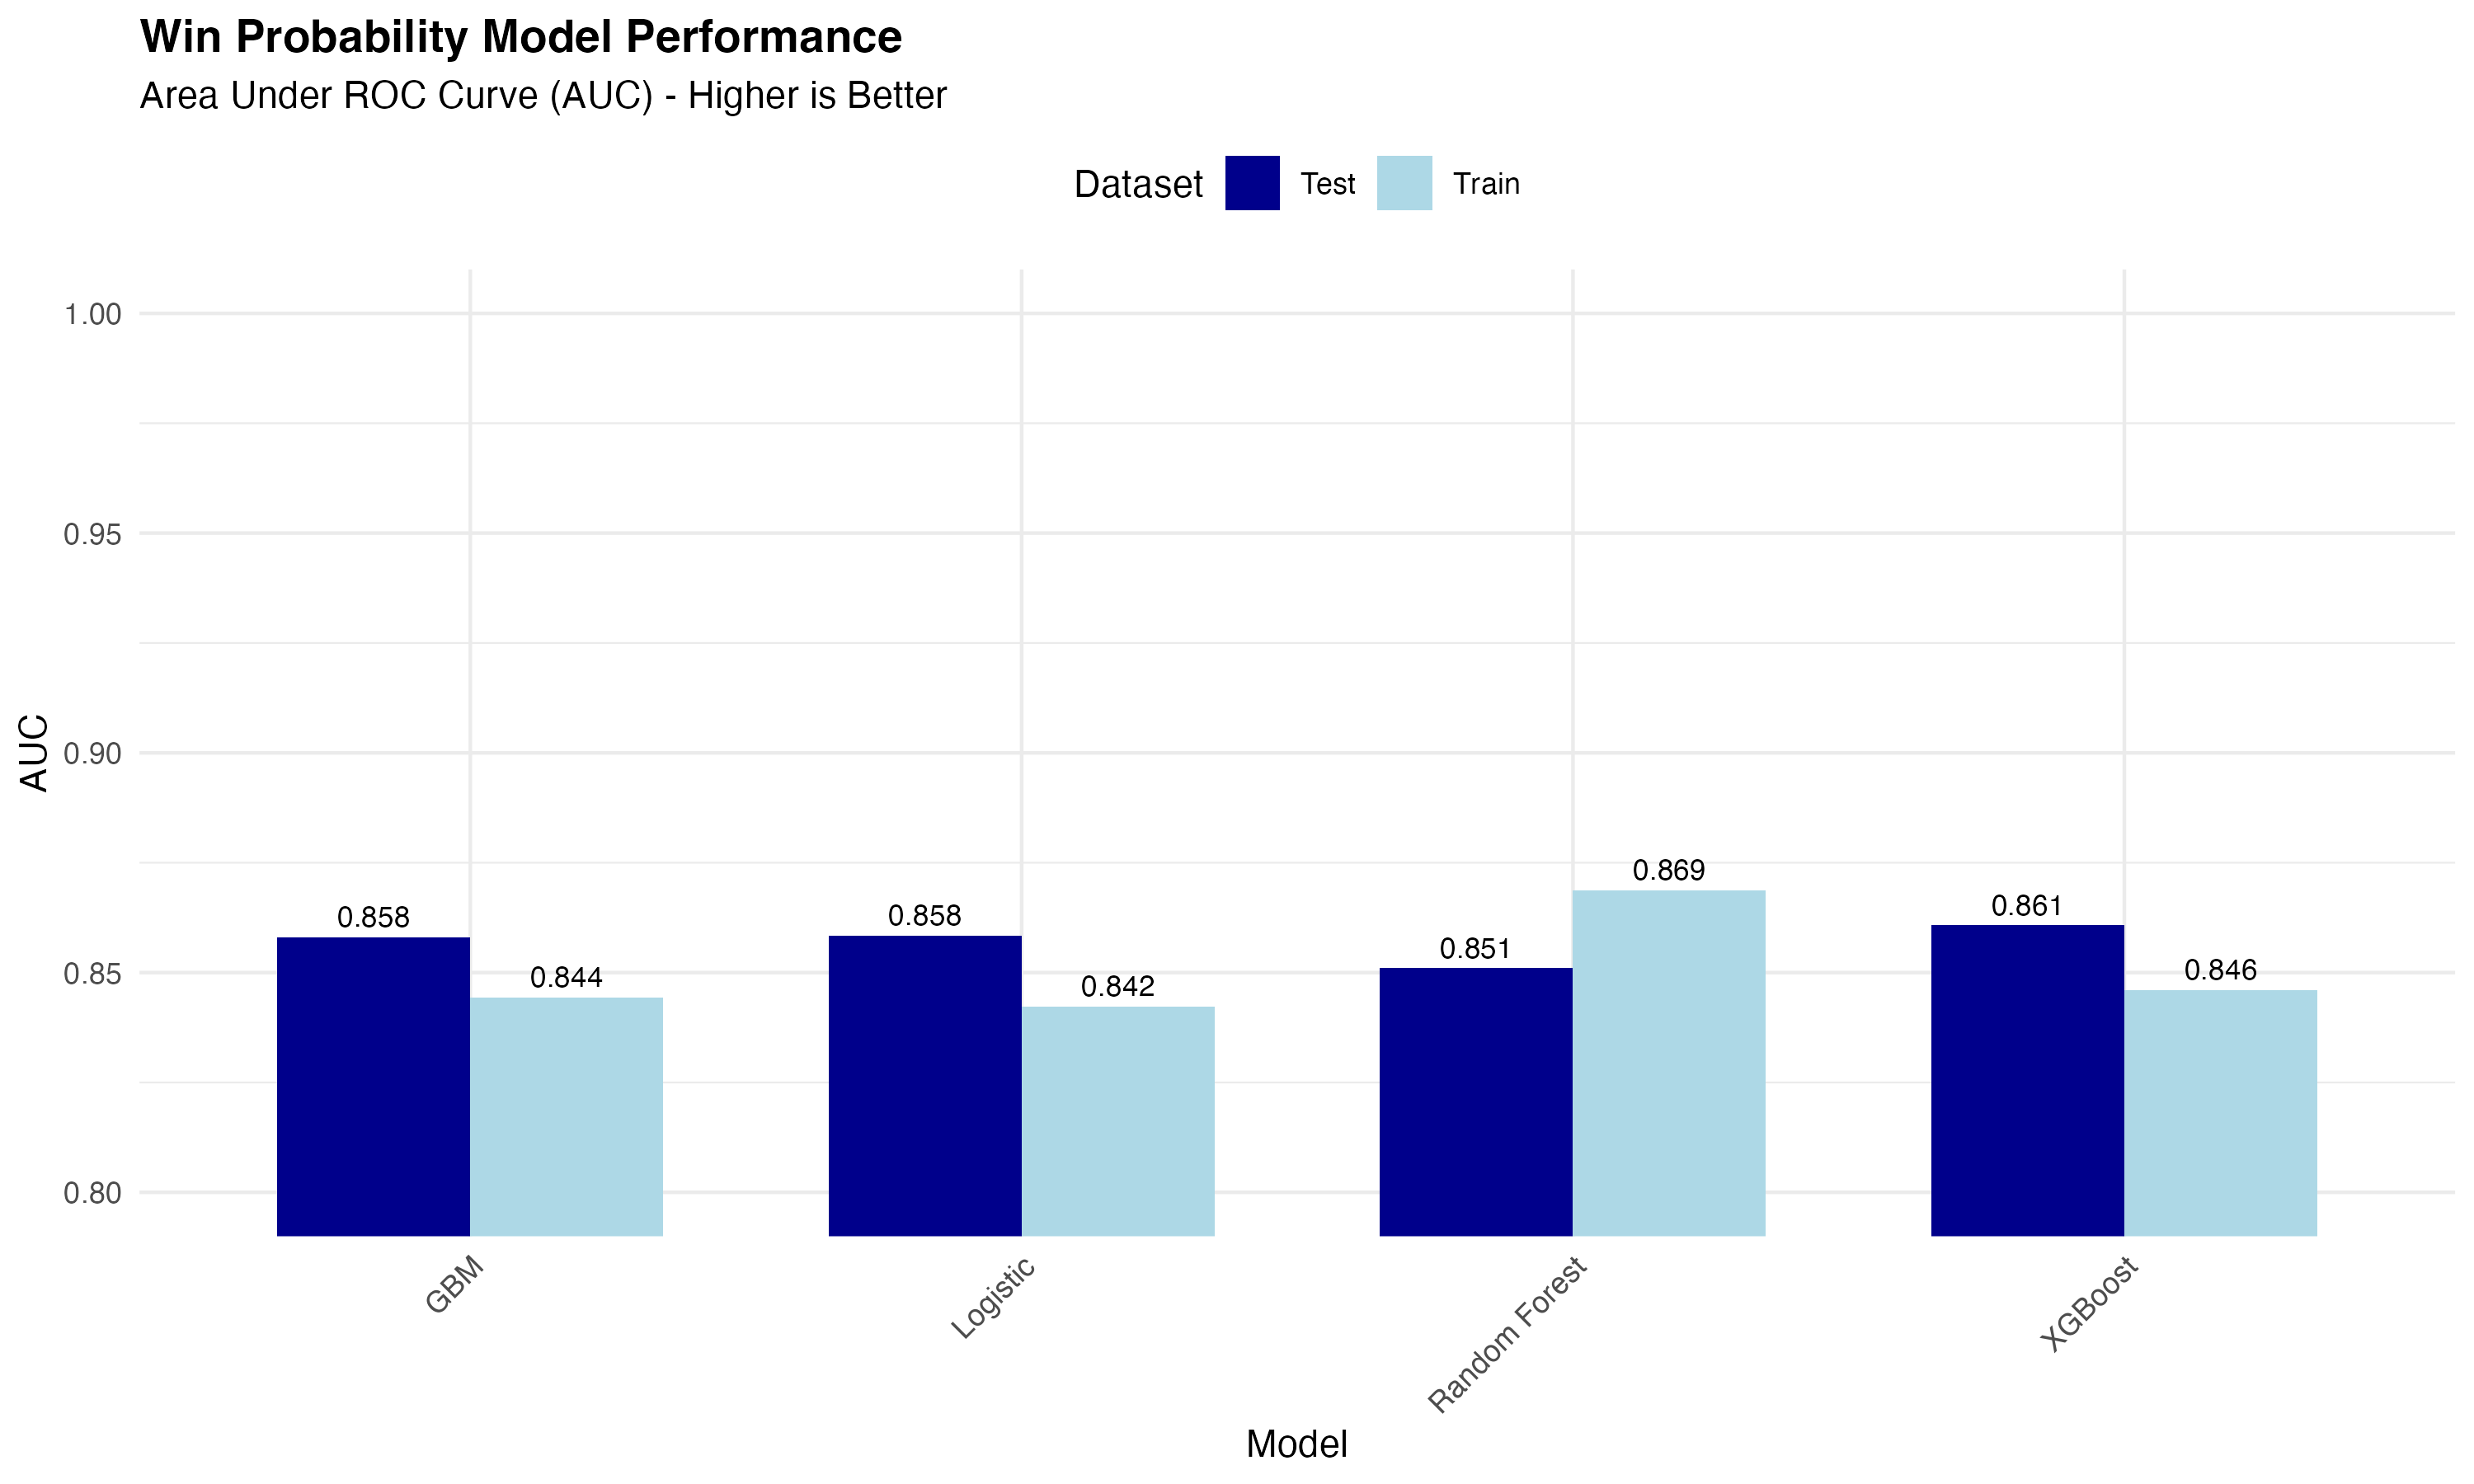 Win Probability Model Performance
Area Under ROC Curve (AUC) - Higher is Better
Dataset Test Train
1.00
0.95
0.90
0.85
0.80
AUC
0.858
0.844
0.858
0.842
0.851
0.869
0.861
0.846
GBM
Logistic
Random Forest
XGBoost
Model